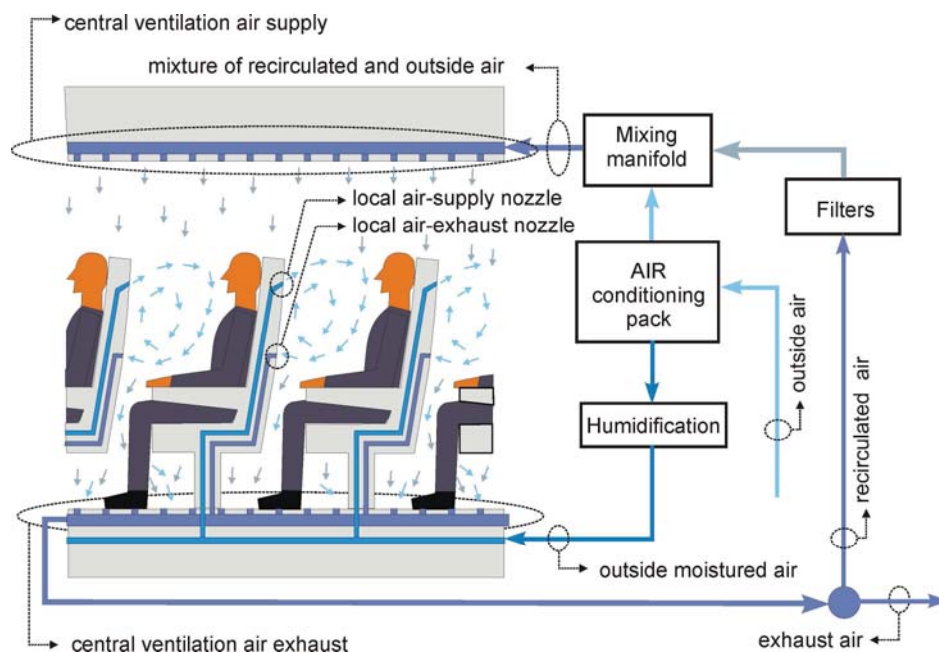 central ventilation air supply
mixture of recirculated and outside air
Mixing
manifold
local air-supply nozzle
local air-exhaust nozzle
Filters
AIR
conditioning
pack
outside air
recirculated air
Humidification
outside moistured air
central ventilation air exhaust
exhaust air